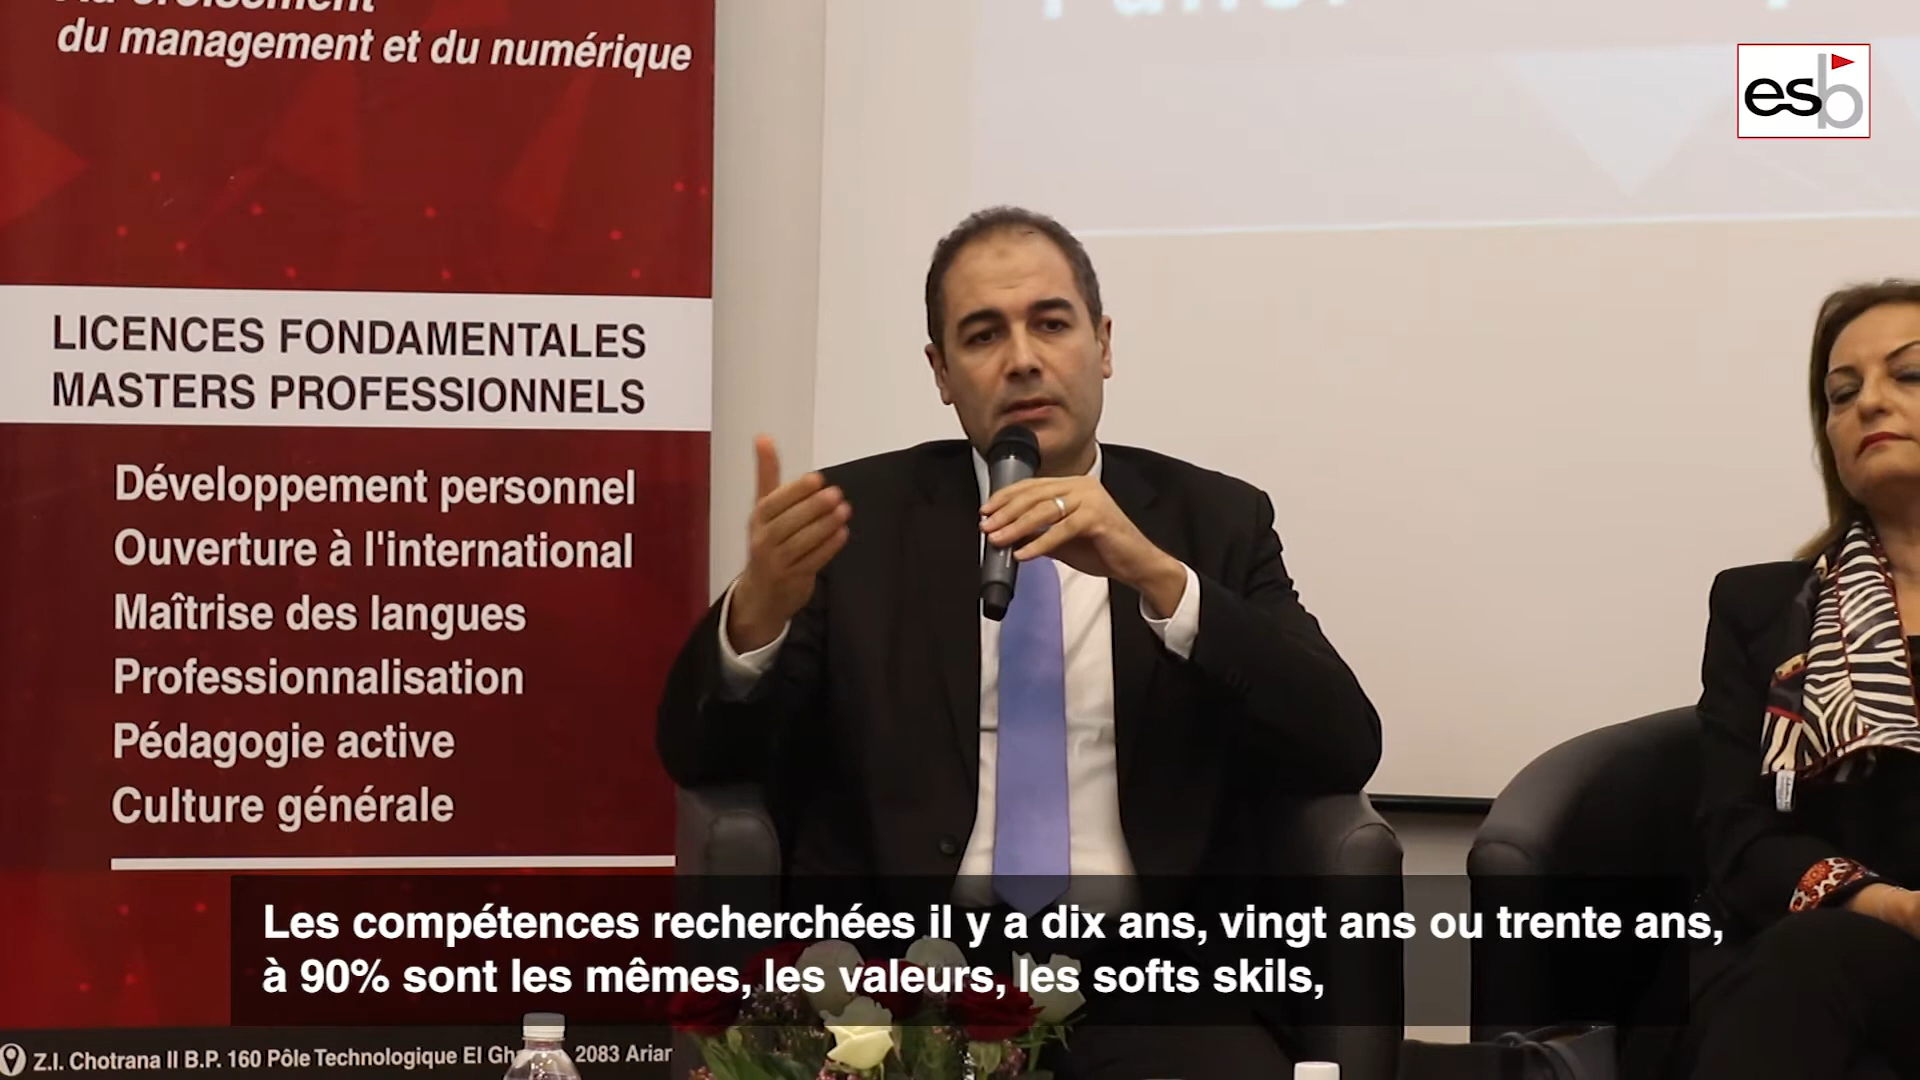 du management et du numérique
esb
LICENCES FONDAMENTALES
MASTERS PROFESSIONNELS
Développement personnel
Ouverture à l'international
Maîtrise des langues
Professionnalisation
Pédagogie active
Culture générale
Les compétences recherchées il y a dix ans, vingt ans ou trente ans,
à 90% sont les mêmes, les valeurs, les softs skils,
Z.I. Chotrana II B.P. 160 Pôle Technologique El 2083